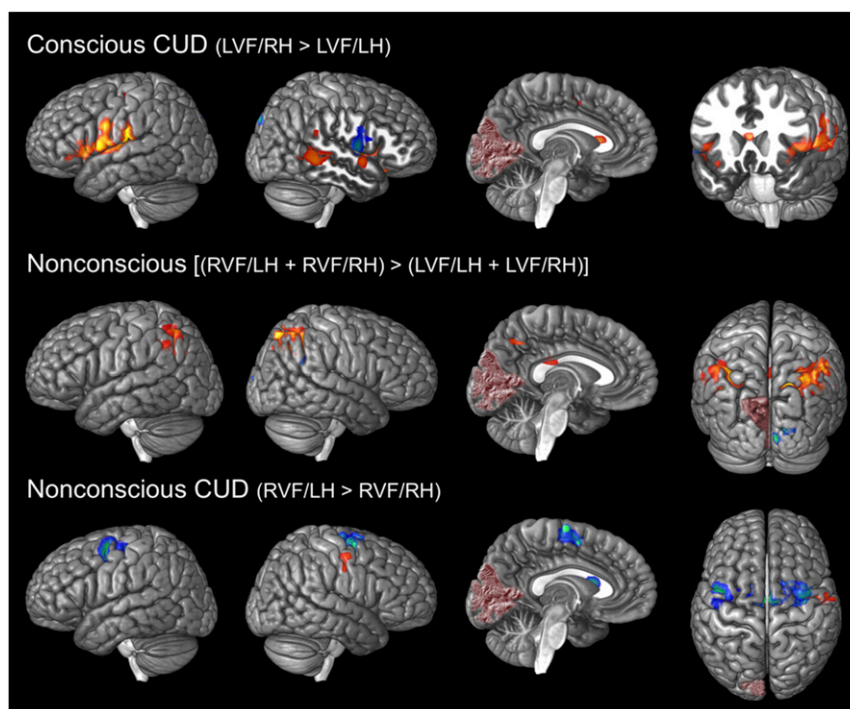 Conscious CUD (LVF/RH > LVF/LH)
Nonconscious [(RVF/LH + RVF/RH) > (LVF/LH + LVF/RH)]
Nonconscious CUD (RVF/LH > RVF/RH)